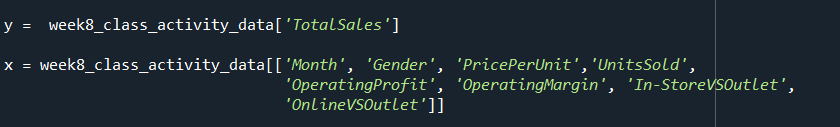 y =  week8_class_activity_data['TotalSales']
x = week8_class_activity_data[['Month', 'Gender', 'PricePerUnit','UnitsSold',
'OperatingProfit', 'OperatingMargin', 'In-StoreVSOutlet',
'OnlineVSOutlet']]